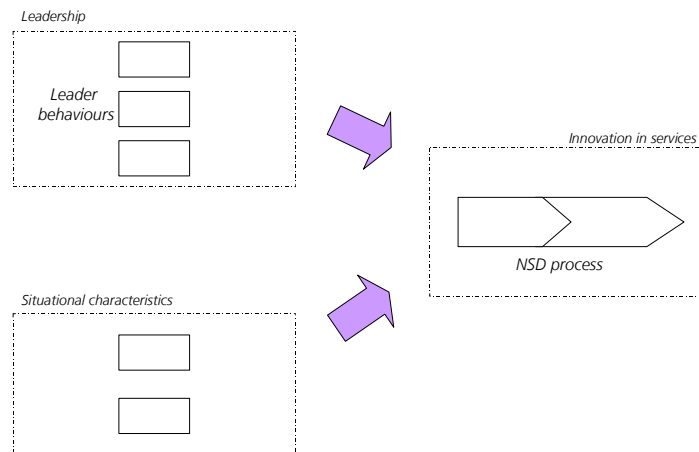 Leadership
Leader
behaviours
Innovation in services
NSD process
Situational characteristics